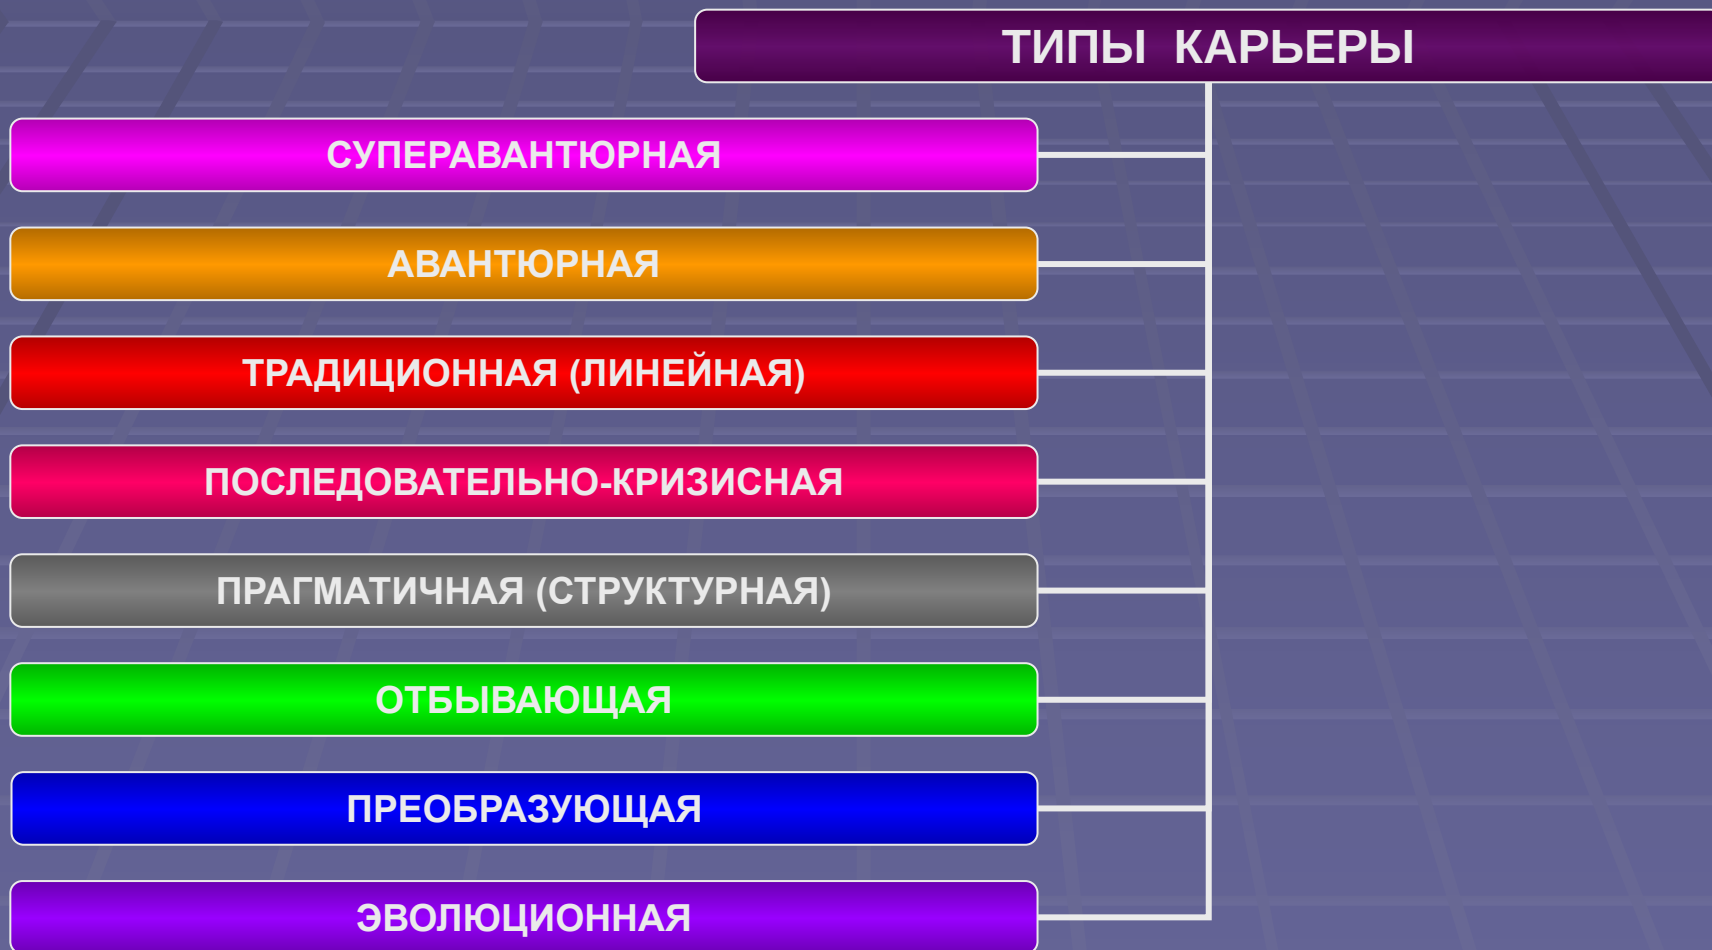 ТИПЫ КАРЬЕРЫ
СУПЕРАВАНТЮРНАЯ
АВАНТЮРНАЯ
ТРАДИЦИОННАЯ (ЛИНЕЙНАЯ)
ПОСЛЕДОВАТЕЛЬНО-КРИЗИСНАЯ
ПРАГМАТИЧНАЯ (СТРУКТУРНАЯ)
ОТБЫВАЮЩАЯ
ПРЕОБРАЗУЮЩАЯ
ЭВОЛЮЦИОННАЯ